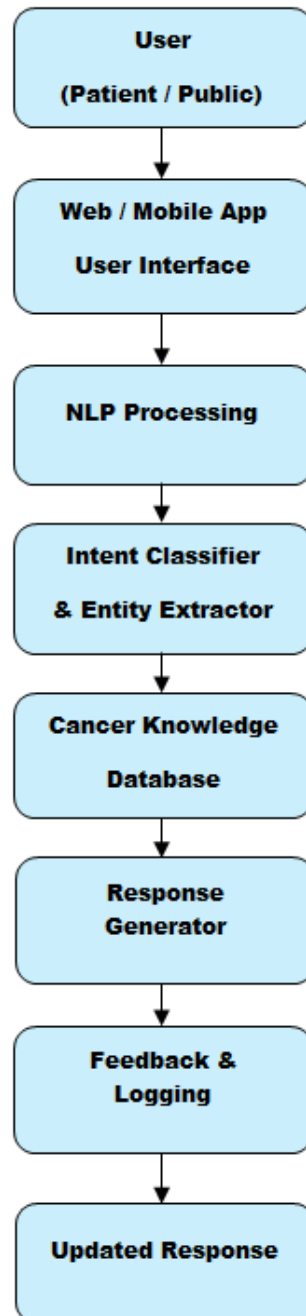 User
(Patient / Public)
Web / Mobile App
User Interface
NLP Processing
Intent Classifier
& Entity Extractor
Cancer Knowledge
Database
Response
Generator
Feedback &
Logging
Updated Response